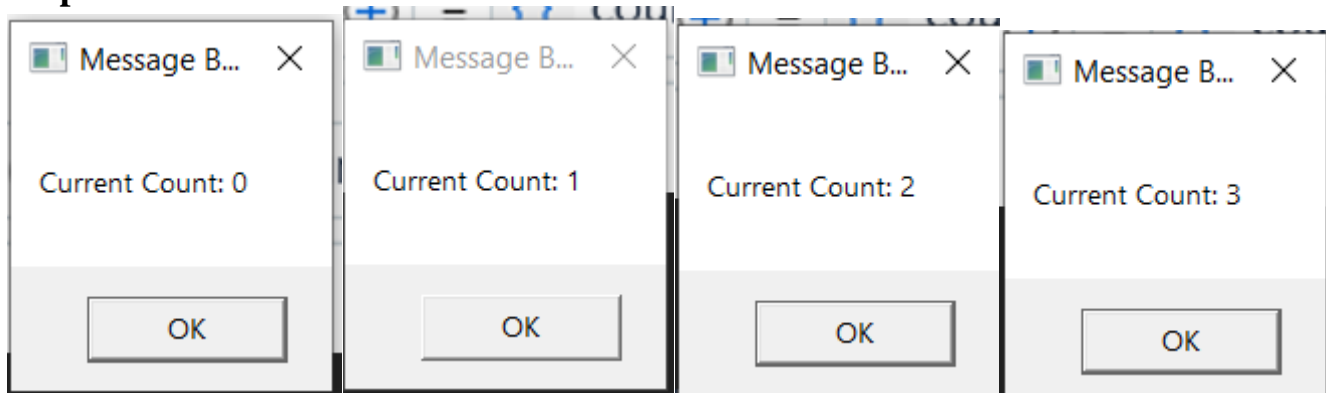 Message B...
Current Count: 0
OK
Message B...
Current Count: 1
OK
Message B...
Current Count: 2
OK
Message B...
Current Count: 3
OK